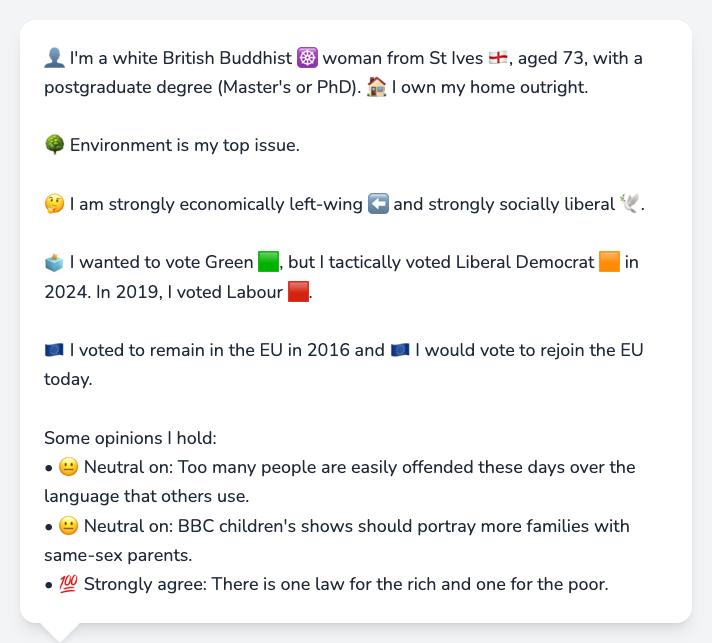 👤 I'm a white British Buddhist ☸️ woman from St Ives 🏴󠁧󠁢󠁥󠁮󠁧󠁿, aged 73, with a
postgraduate degree (Master's or PhD). 🏠 I own my home outright.
🌳 Environment is my top issue.
🤔 I am strongly economically left-wing ⬅️ and strongly socially liberal 🕊️.
🗳️ I wanted to vote Green 🟩, but I tactically voted Liberal Democrat 🟧 in
2024. In 2019, I voted Labour 🟥.
🇪🇺 I voted to remain in the EU in 2016 and 🇪🇺 I would vote to rejoin the EU
today.
Some opinions I hold:
• 😐 Neutral on: Too many people are easily offended these days over the
language that others use.
• 😐 Neutral on: BBC children's shows should portray more families with
same-sex parents.
• 💯 Strongly agree: There is one law for the rich and one for the poor.